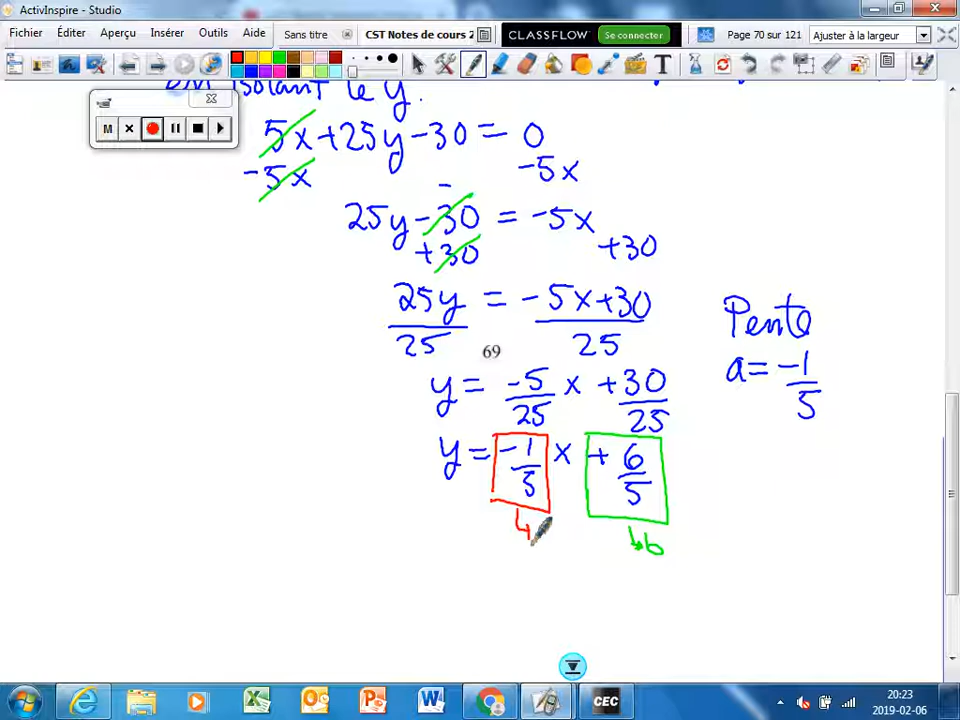 ActivInspire - Studio
Fichier Éditer Aperçu Insérer Outils Aide
Sans titre
CST Notes de cours 2
CLASSFLOW Se connecter
Page 70 sur 121
Ajuster à la largeur
isolant le y.
5x+25y-30 = 0
-5x -5x
25y-30 = -5x
+30 +30
25y = -5x+30
25 25
69
Pente
a = -1/5
y = -5/25 x + 30/25
y = -1/5 x + 6/5
↳b
20:23
CEC
2019-02-06